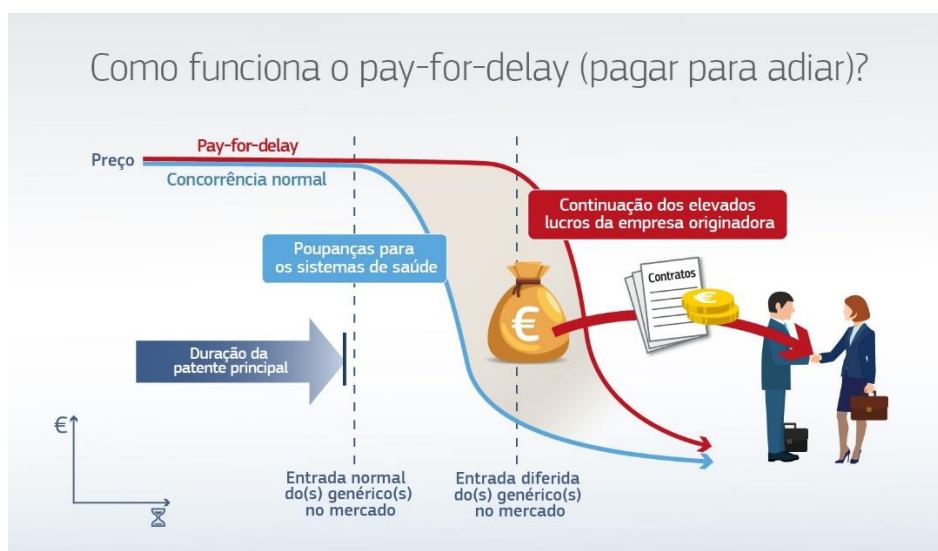 Como funciona o pay-for-delay (pagar para adiar)?
Pay-for-delay
Preço
Concorrência normal
Continuação dos elevados
lucros da empresa originadora
Poupanças para
os sistemas de saúde
Contratos
€
€
Duração da
patente principal
€
Entrada normal
do(s) genérico(s)
no mercado
Entrada diferida
do(s) genérico(s)
no mercado